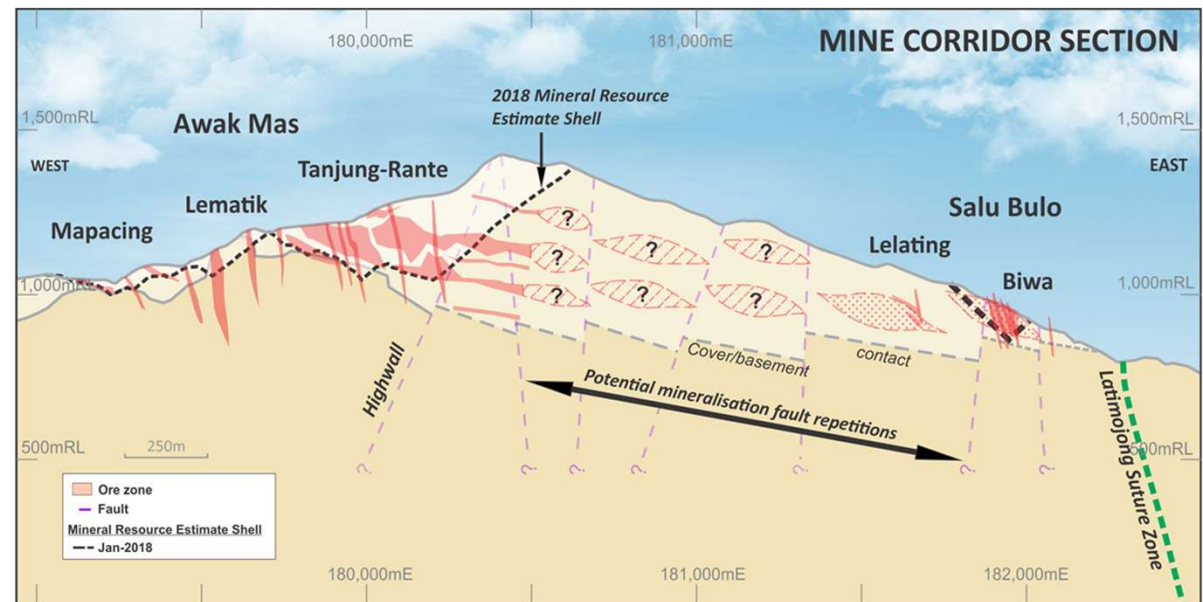 180,000mE
181,000mE
MINE CORRIDOR SECTION
2018 Mineral Resource
Estimate Shell
1,500mRL
1,500mRL
Awak Mas
WEST
EAST
Tanjung-Rante
Lematik
Salu Bulo
Mapacing
Lelating
Biwa
? ? ?
? ?
? ? ?
1,000mRL
1,000mRL
Cover/basement
contact
Highwall
Potential mineralisation fault repetitions
Latimojong Suture Zone
500mRL
500mRL
250m
? ? ? ? ? ? ?
Ore zone
Fault
Mineral Resource Estimate Shell
Jan-2018
180,000mE
181,000mE
182,000mE